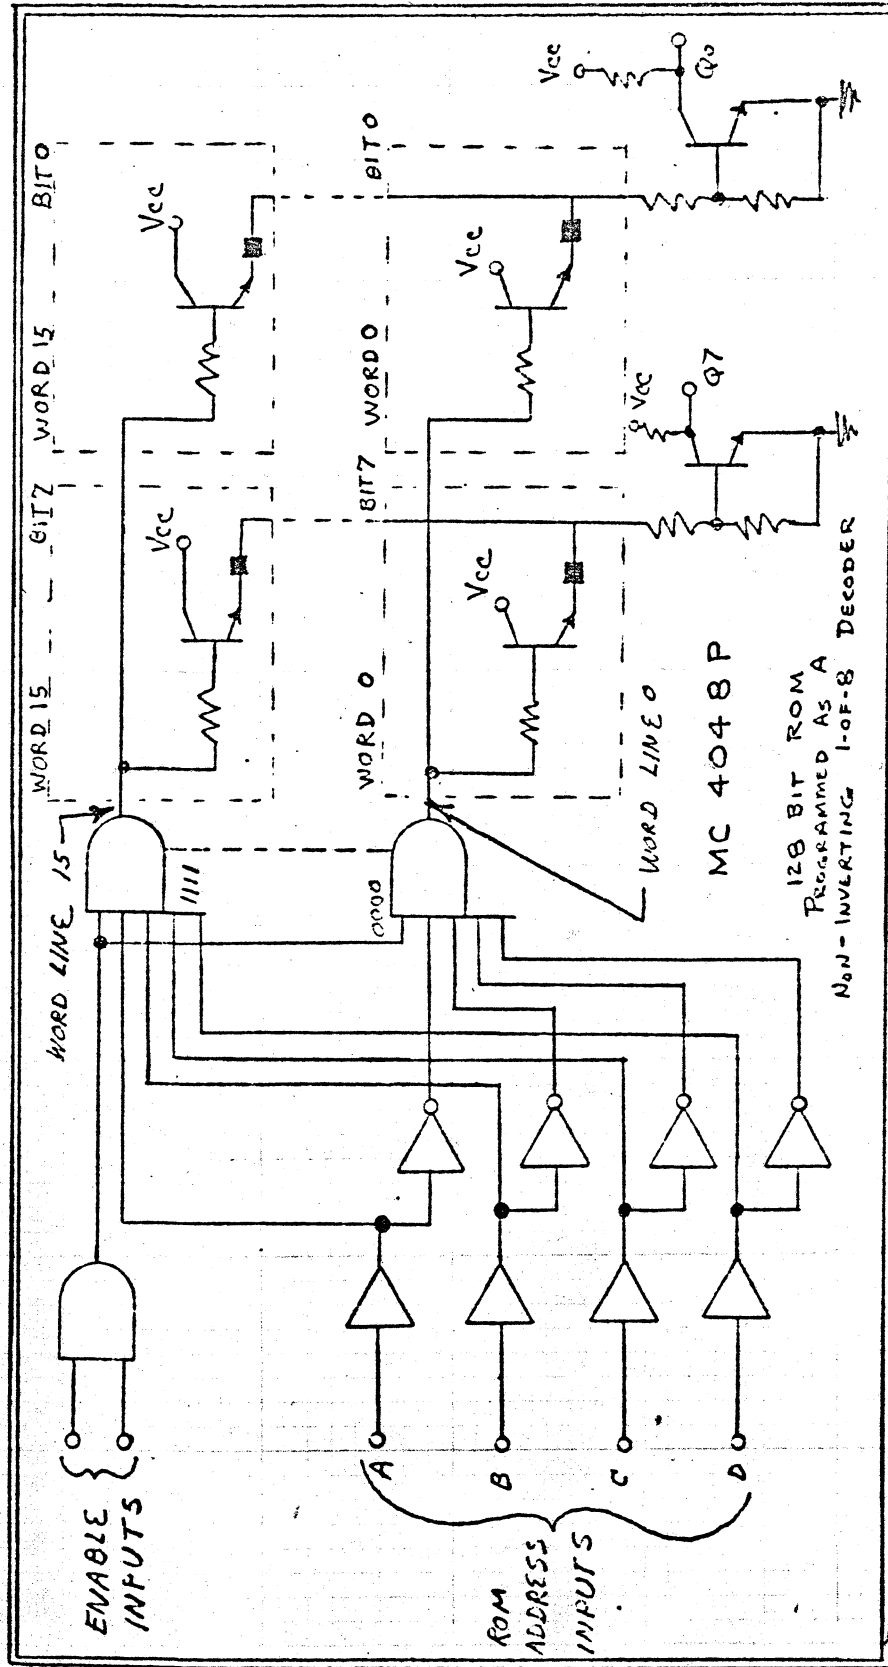 ENABLE
INPUTS
ROM
ADDRESS
INPUTS
A
B
C
D
WORD LINE 15
1111
0000
WORD LINE 0
WORD 15
BIT 7
WORD 15
BIT 0
Vcc
Vcc
WORD 0
BIT 7
WORD 0
BIT 0
Vcc
Vcc
Vcc
Q7
Vcc
Q0
MC 4048P
128 BIT ROM
PROGRAMMED AS A
NON-INVERTING 1-OF-8 DECODER